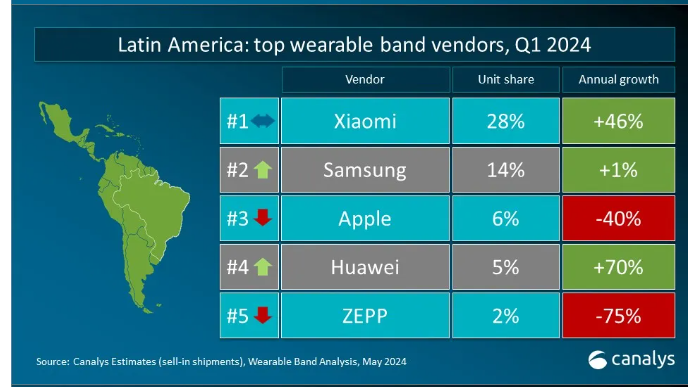 Latin America: top wearable band vendors, Q1 2024
Vendor Unit share Annual growth
#1 Xiaomi 28% +46%
#2 Samsung 14% +1%
#3 Apple 6% -40%
#4 Huawei 5% +70%
#5 ZEPP 2% -75%
Source: Canalys Estimates (sell-in shipments), Wearable Band Analysis, May 2024
canalys